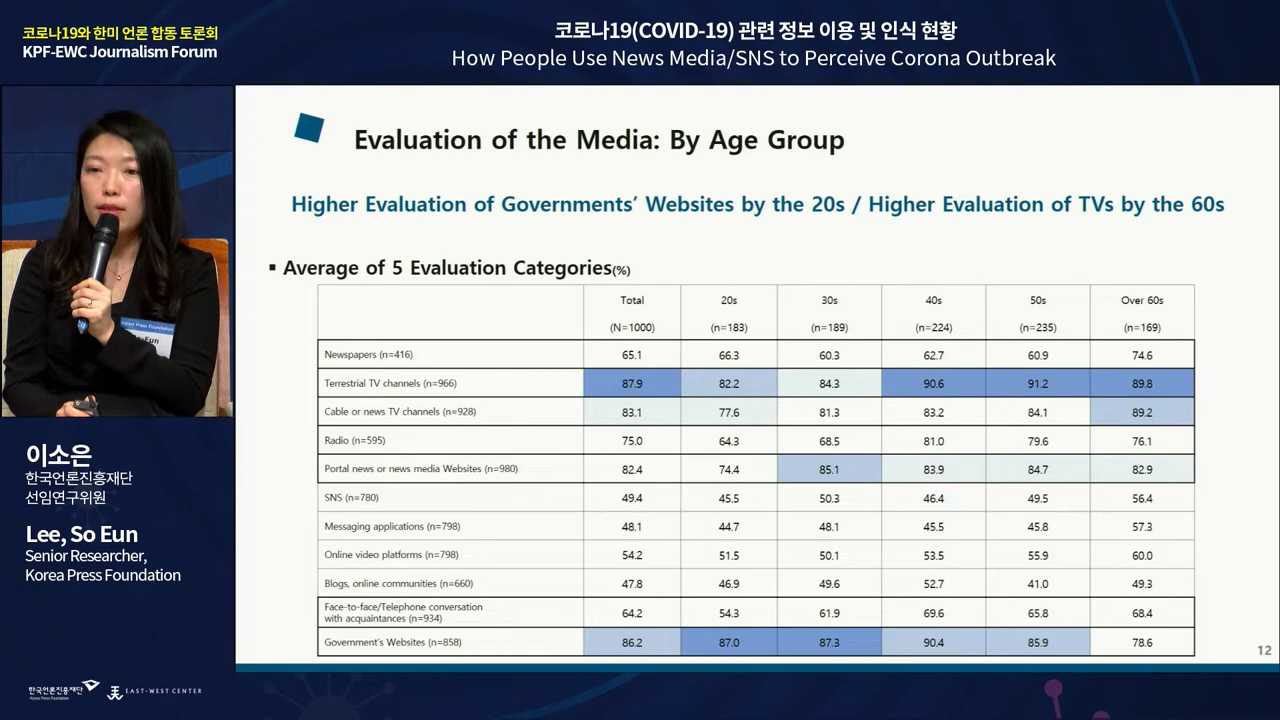 코로나19와 한미 언론 합동 토론회
KPF-EWC Journalism Forum
코로나19(COVID-19) 관련 정보 이용 및 인식 현황
How People Use News Media/SNS to Perceive Corona Outbreak
Evaluation of the Media: By Age Group
Higher Evaluation of Governments’ Websites by the 20s / Higher Evaluation of TVs by the 60s
▪ Average of 5 Evaluation Categories(%)
Total 20s 30s 40s 50s Over 60s
(N=1000) (n=183) (n=189) (n=224) (n=235) (n=169)
Newspapers (n=416) 65.1 66.3 60.3 62.7 60.9 74.6
Terrestrial TV channels (n=966) 87.9 82.2 84.3 90.6 91.2 89.8
Cable or news TV channels (n=928) 83.1 77.6 81.3 83.2 84.1 89.2
Radio (n=595) 75.0 64.3 68.5 81.0 79.6 76.1
Portal news or news media Websites (n=980) 82.4 74.4 85.1 83.9 84.7 82.9
SNS (n=780) 49.4 45.5 50.3 46.4 49.5 56.4
Messaging applications (n=798) 48.1 44.7 48.1 45.5 45.8 57.3
Online video platforms (n=798) 54.2 51.5 50.1 53.5 55.9 60.0
Blogs, online communities (n=660) 47.8 46.9 49.6 52.7 41.0 49.3
Face-to-face/Telephone conversation
with acquaintances (n=934) 64.2 54.3 61.9 69.6 65.8 68.4
Government's Websites (n=858) 86.2 87.0 87.3 90.4 85.9 78.6
12
Korea Press Foundation
이소은
한국언론진흥재단
선임연구위원
Lee, So Eun
Senior Researcher,
Korea Press Foundation
한국언론진흥재단
Korea Press Foundation
EAST-WEST CENTER